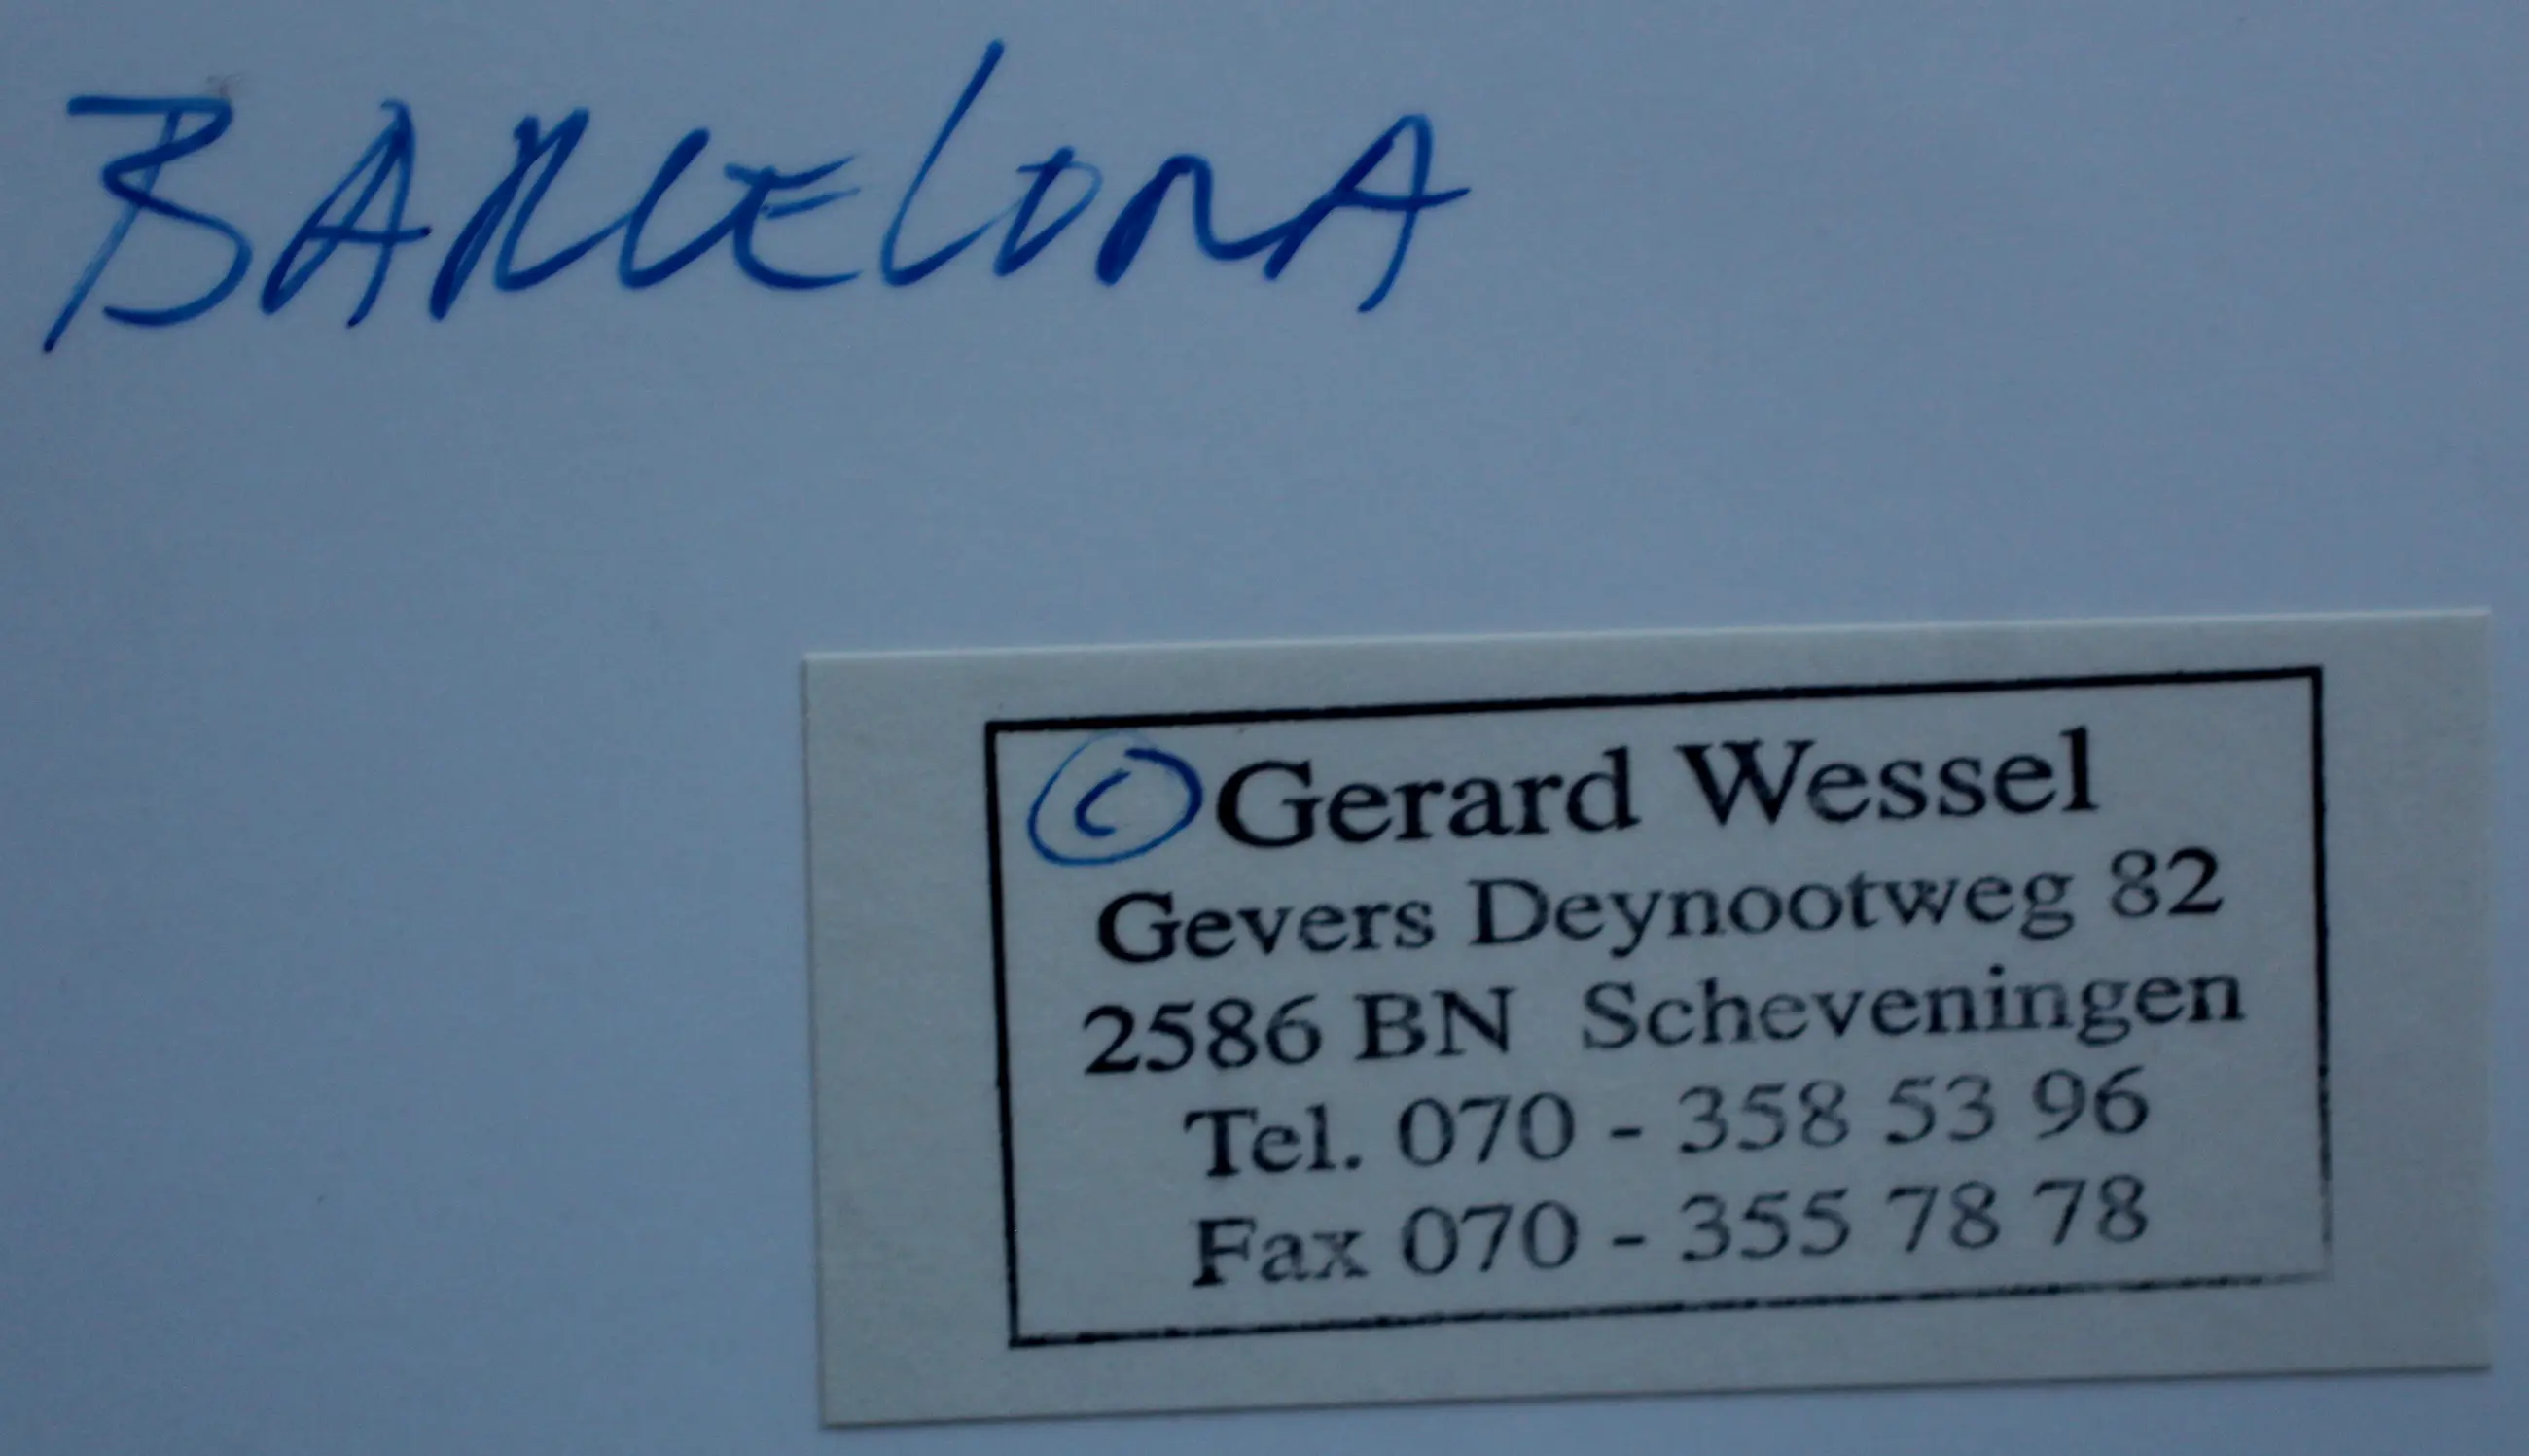 BARCELONA
© Gerard Wessel
Gevers Deynootweg 82
2586 BN Scheveningen
Tel. 070 - 358 53 96
Fax 070 - 355 78 78